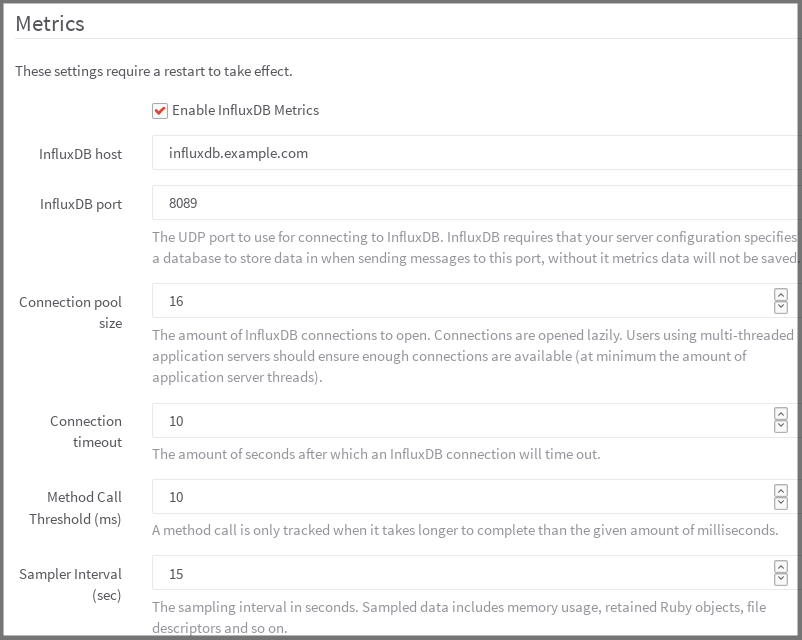 Metrics
These settings require a restart to take effect.
Enable InfluxDB Metrics
InfluxDB host
influxdb.example.com
InfluxDB port
8089
The UDP port to use for connecting to InfluxDB. InfluxDB requires that your server configuration specifies
a database to store data in when sending messages to this port, without it metrics data will not be saved.
Connection pool
size
16
The amount of InfluxDB connections to open. Connections are opened lazily. Users using multi-threaded
application servers should ensure enough connections are available (at minimum the amount of
application server threads).
Connection
timeout
10
The amount of seconds after which an InfluxDB connection will time out.
Method Call
Threshold (ms)
10
A method call is only tracked when it takes longer to complete than the given amount of milliseconds.
Sampler Interval
(sec)
15
The sampling interval in seconds. Sampled data includes memory usage, retained Ruby objects, file
descriptors and so on.